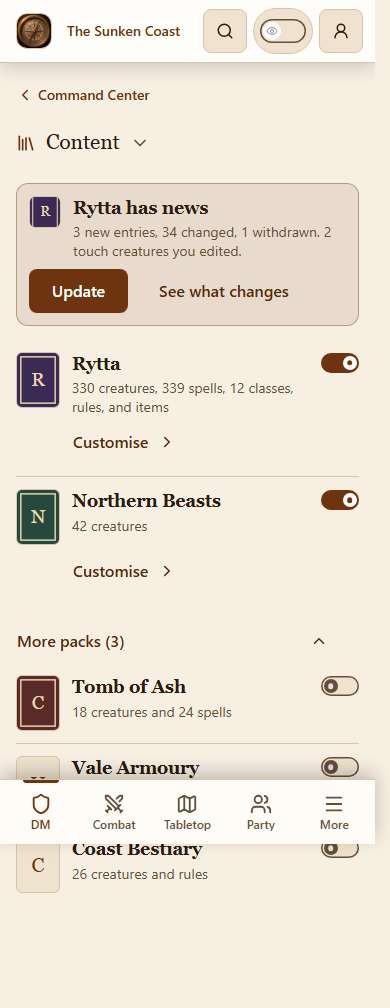 The Sunken Coast
Command Center
Content
R
Rytta has news
3 new entries, 34 changed, 1 withdrawn. 2
touch creatures you edited.
Update
See what changes
R
Rytta
330 creatures, 339 spells, 12 classes,
rules, and items
Customise
N
Northern Beasts
42 creatures
Customise
More packs (3)
C
Tomb of Ash
18 creatures and 24 spells
Vale Armoury
DM
Combat
Tabletop
Party
More
C
Coast Bestiary
26 creatures and rules